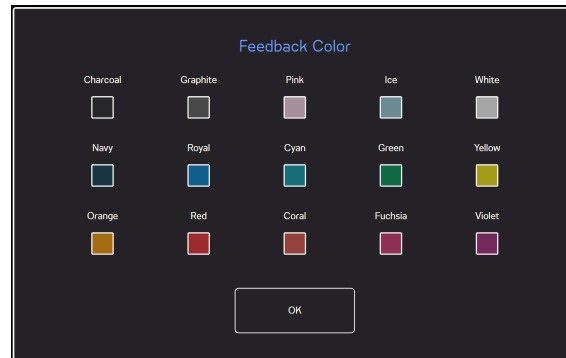 Feedback Color
Charcoal Graphite Pink Ice White
Navy Royal Cyan Green Yellow
Orange Red Coral Fuchsia Violet
OK